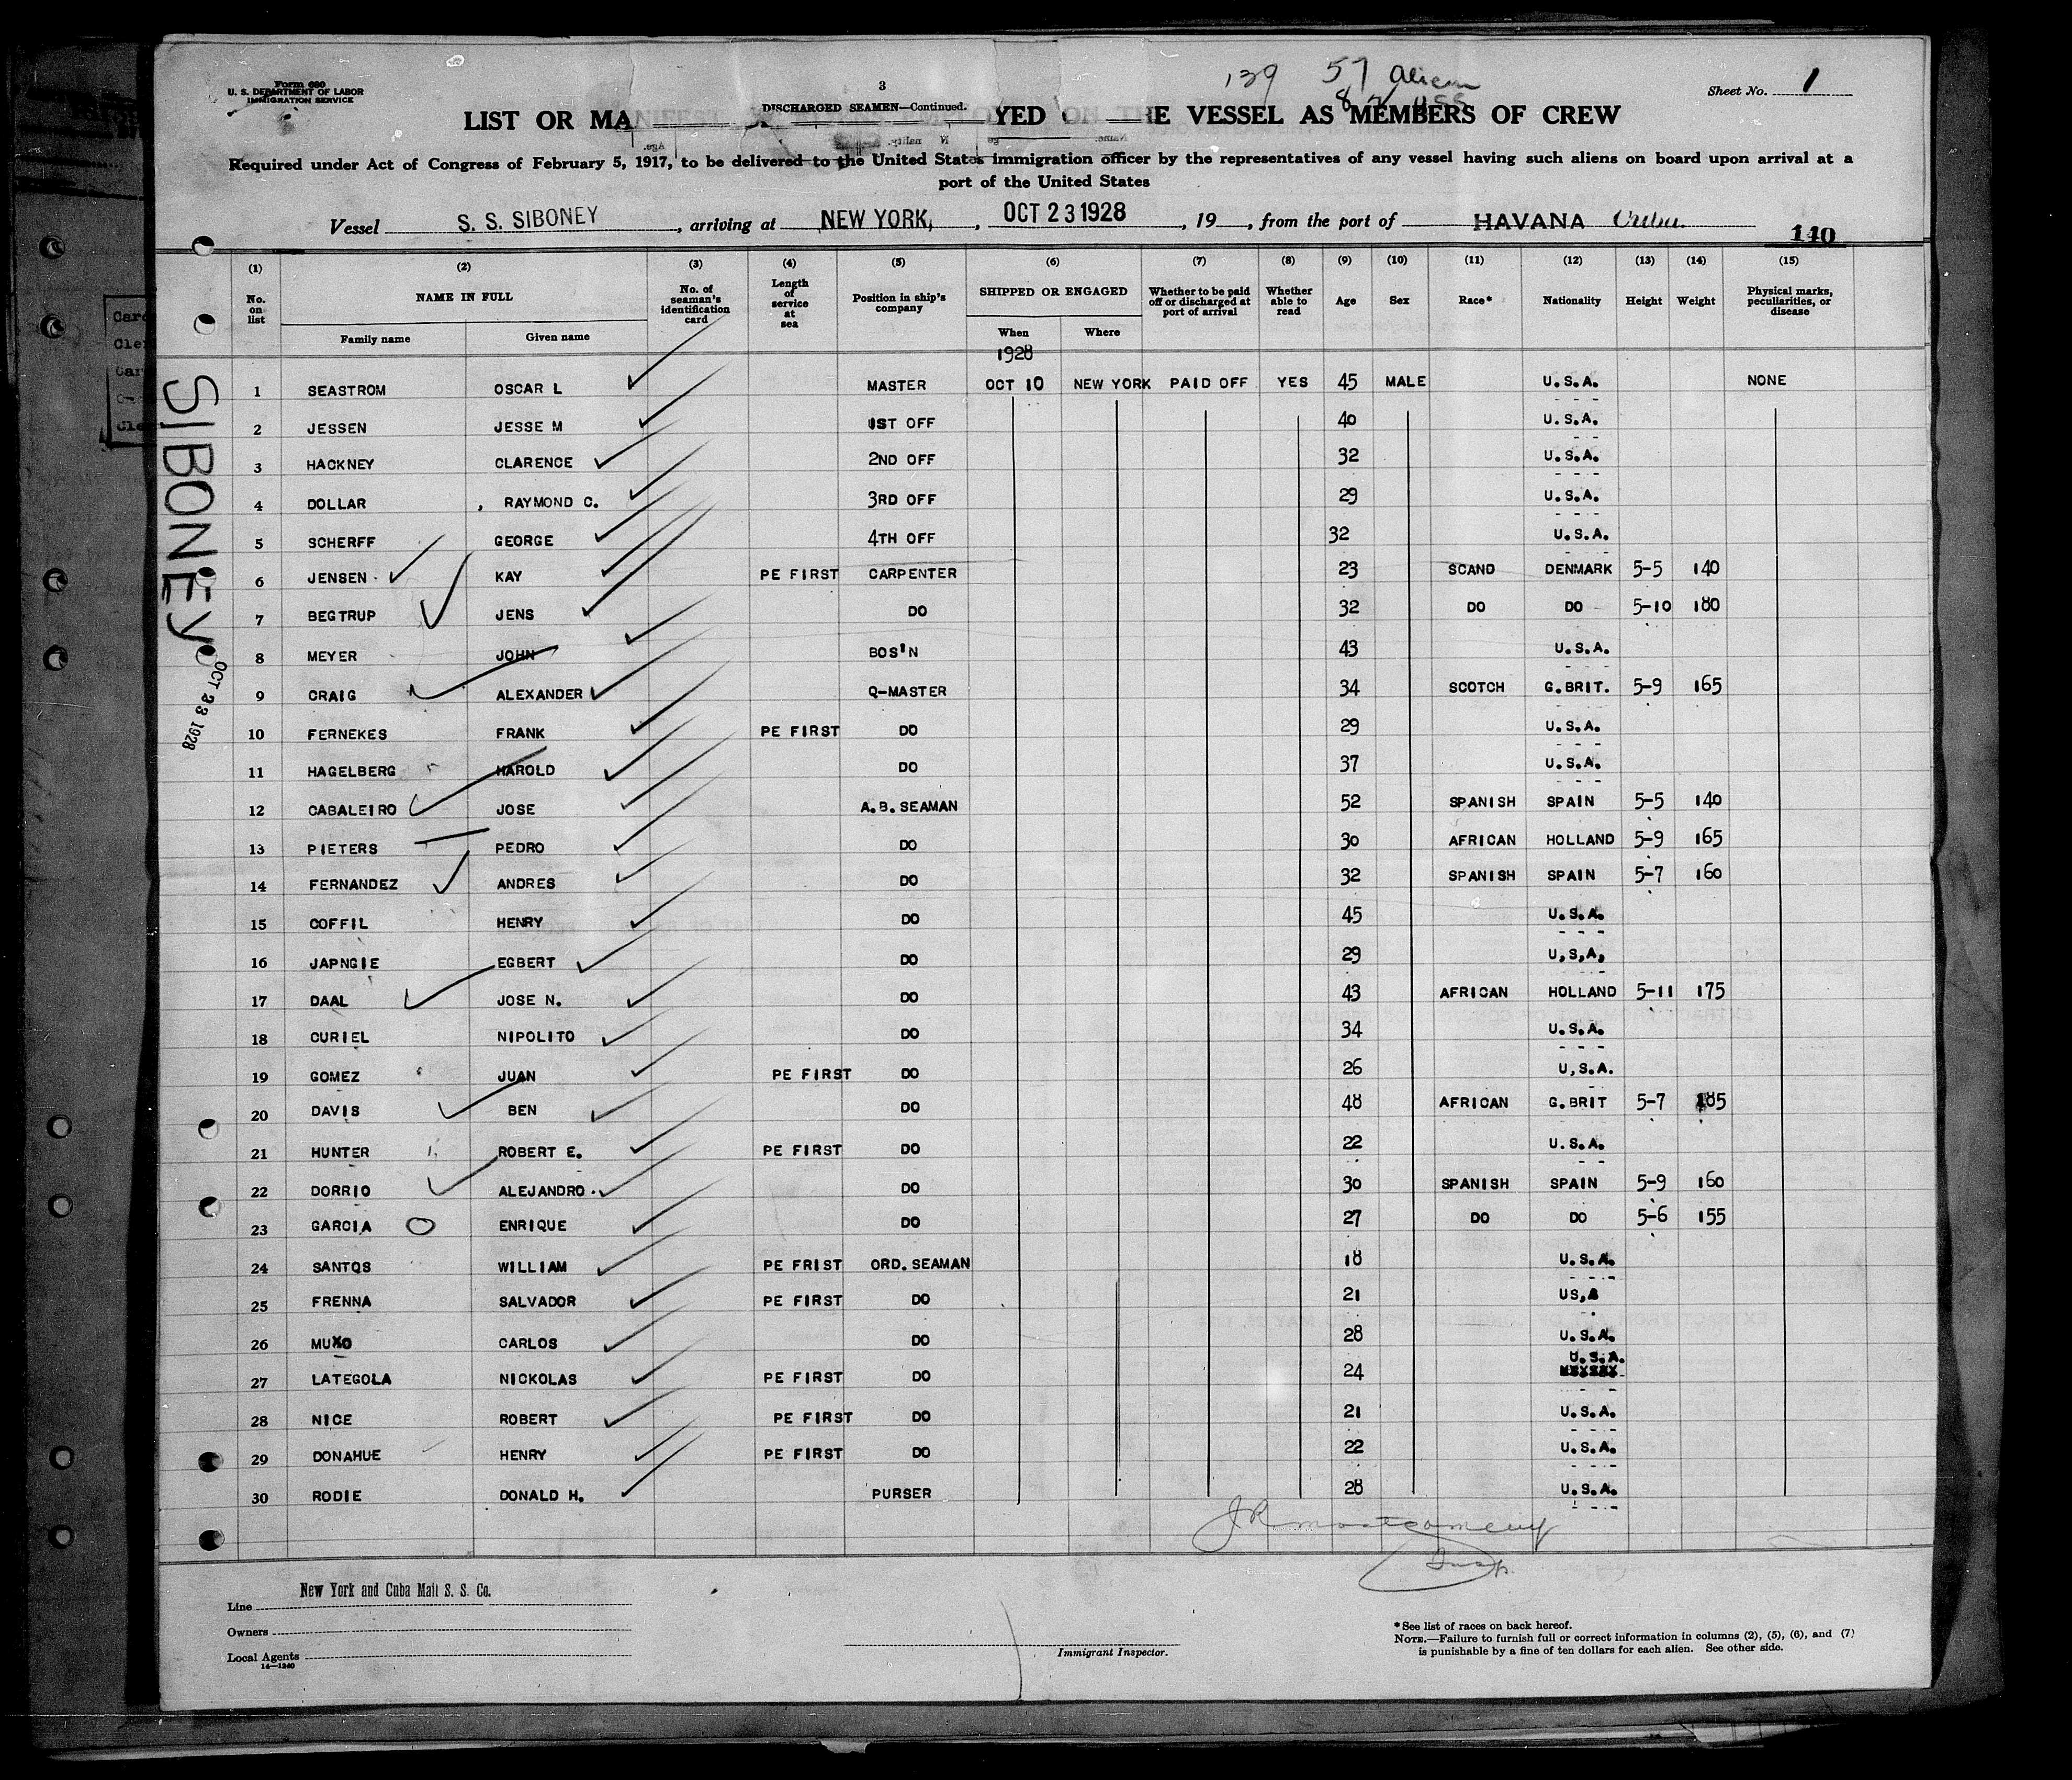 Form 680
U. S. DEPARTMENT OF LABOR
IMMIGRATION SERVICE
3
DISCHARGED SEAMEN—Continued.
139 57 Aliens
8 USS
Sheet No. 1
LIST OR MA YED E VESSEL AS MEMBERS OF CREW
Required under Act of Congress of February 5, 1917, to be delivered to the United States immigration officer by the representatives of any vessel having such aliens on board upon arrival at a
port of the United States
Vessel S. S. SIBONEY, arriving at NEW YORK, OCT 23 1928, 19 , from the port of HAVANA Cuba.
110
(1) (2) (3) (4) (5) (6) (7) (8) (9) (10) (11) (12) (13) (14) (15)
No. on list NAME IN FULL No. of seaman's identification card Length of service at sea Position in ship's company SHIPPED OR ENGAGED Whether to be paid off or discharged at port of arrival Whether able to read Age Sex Race* Nationality Height Weight Physical marks, peculiarities, or disease
Family name Given name When Where
1928
1 SEASTROM OSCAR L MASTER OCT 10 NEW YORK PAID OFF YES 45 MALE U.S.A. NONE
2 JESSEN JESSE M 1ST OFF 40 U.S.A.
3 HACKNEY CLARENCE 2ND OFF 32 U.S.A.
4 DOLLAR , RAYMOND C. 3RD OFF 29 U.S.A.
5 SCHERFF GEORGE 4TH OFF 32 U.S.A.
6 JENSEN KAY PE FIRST CARPENTER 23 SCAND DENMARK 5-5 140
7 BEGTRUP JENS DO 32 DO DO 5-10 180
8 MEYER JOHN BOS'N 43 U.S.A.
9 CRAIG ALEXANDER Q-MASTER 34 SCOTCH G.BRIT. 5-9 165
10 FERNEKES FRANK PE FIRST DO 29 U.S.A.
11 HAGELBERG HAROLD DO 37 U.S.A.
12 CABALEIRO JOSE A.B. SEAMAN 52 SPANISH SPAIN 5-5 140
13 PIETERS PEDRO DO 30 AFRICAN HOLLAND 5-9 165
14 FERNANDEZ ANDRES DO 32 SPANISH SPAIN 5-7 160
15 COFFIL HENRY DO 45 U.S.A.
16 JAPNGIE EGBERT DO 29 U,S,A,
17 DAAL JOSE N. DO 43 AFRICAN HOLLAND 5-11 175
18 CURIEL NIPOLITO DO 34 U.S.A.
19 GOMEZ JUAN PE FIRST DO 26 U,S.A.
20 DAVIS BEN DO 48 AFRICAN G.BRIT 5-7 185
21 HUNTER ROBERT E. PE FIRST DO 22 U.S.A.
22 DORRIO ALEJANDRO. DO 30 SPANISH SPAIN 5-9 160
23 GARCIA ENRIQUE DO 27 DO DO 5-6 155
24 SANTOS WILLIAM PE FRIST ORD. SEAMAN 18 U.S.A.
25 FRENNA SALVADOR PE FIRST DO 21 US,A
26 MUXO CARLOS DO 28 U.S.A.
27 LATEGOLA NICKOLAS PE FIRST DO 24 U.S.A.
28 NICE ROBERT PE FIRST DO 21 U.S.A.
29 DONAHUE HENRY PE FIRST DO 22 U.S.A.
30 RODIE DONALD H. PURSER 28 U.S.A.
SIBONEY
OCT 23 1928
J R Montgomery
Insp.
Line New York and Cuba Mail S. S. Co.
Owners
Local Agents
14—1240
Immigrant Inspector.
*See list of races on back hereof.
NOTE.—Failure to furnish full or correct information in columns (2), (5), (6), and (7)
is punishable by a fine of ten dollars for each alien. See other side.